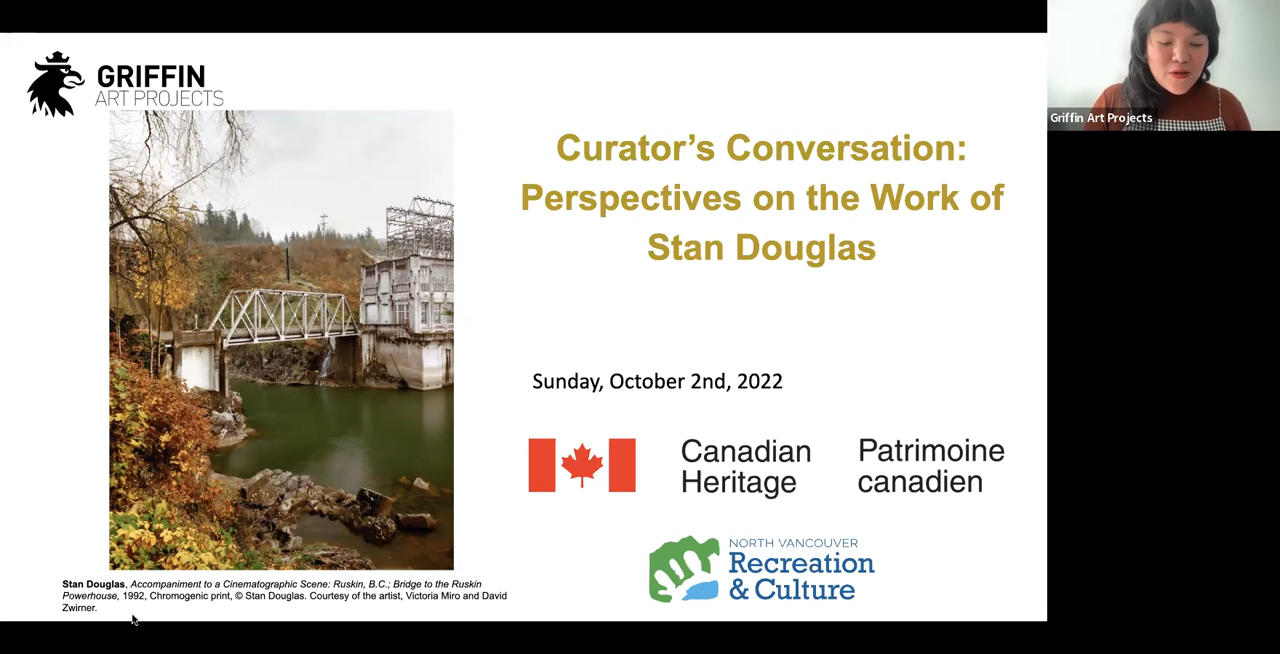 GRIFFIN
ART PROJECTS
Griffin Art Projects
Curator’s Conversation:
Perspectives on the Work of
Stan Douglas
Sunday, October 2nd, 2022
Canadian
Heritage
Patrimoine
canadien
NORTH VANCOUVER
Recreation
& Culture
Stan Douglas, Accompaniment to a Cinematographic Scene: Ruskin, B.C.; Bridge to the Ruskin
Powerhouse, 1992, Chromogenic print, © Stan Douglas. Courtesy of the artist, Victoria Miro and David
Zwirner.